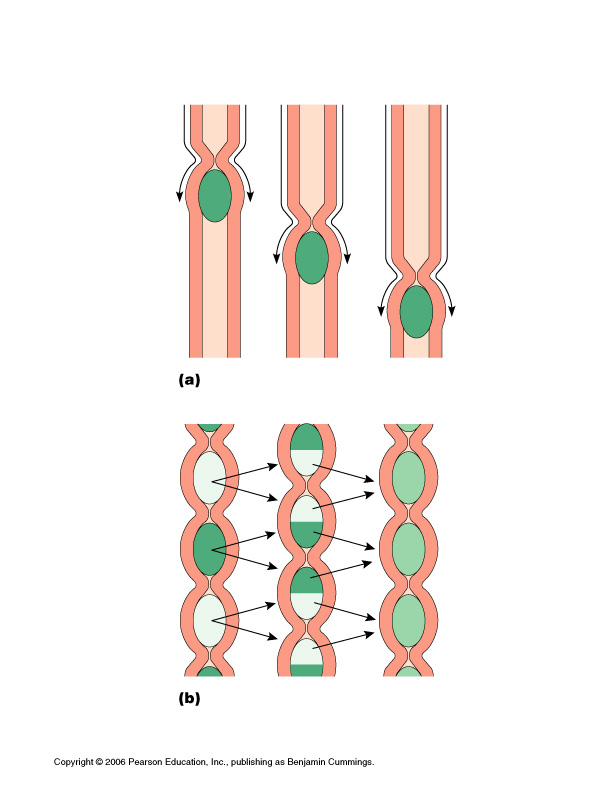 (a)
(b)
Copyright © 2006 Pearson Education, Inc., publishing as Benjamin Cummings.